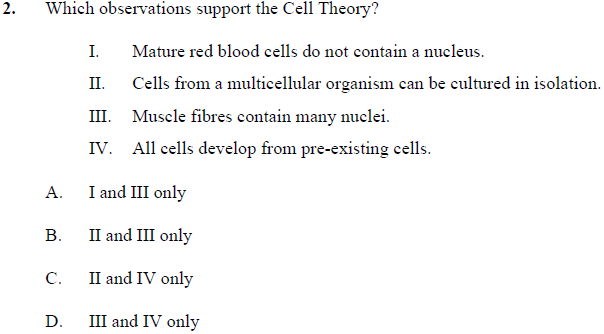 2. Which observations support the Cell Theory?
I. Mature red blood cells do not contain a nucleus.
II. Cells from a multicellular organism can be cultured in isolation.
III. Muscle fibres contain many nuclei.
IV. All cells develop from pre-existing cells.
A. I and III only
B. II and III only
C. II and IV only
D. III and IV only